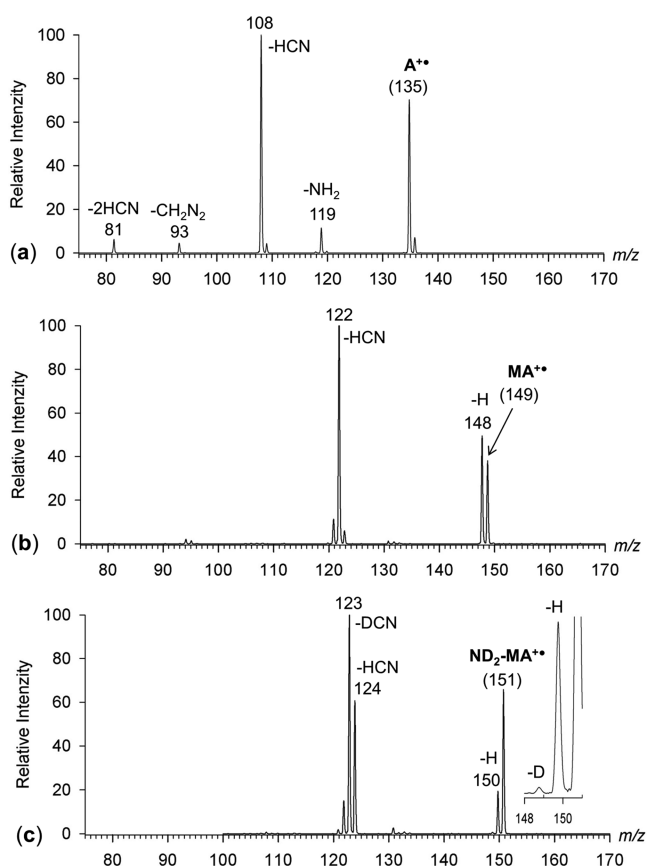 108
-HCN
A+•
(135)
-NH2
119
-2HCN
81
-CH2N2
93
Relative Intenzity
100
80
60
40
20
0
80 90 100 110 120 130 140 150 160 170
m/z
(a)
122
-HCN
MA+•
(149)
-H
148
Relative Intenzity
100
80
60
40
20
0
80 90 100 110 120 130 140 150 160 170
m/z
(b)
123
-DCN
-HCN
124
ND2-MA+•
(151)
-H
150
-H
-D
148 150
Relative Intenzity
100
80
60
40
20
0
80 90 100 110 120 130 140 150 160 170
m/z
(c)